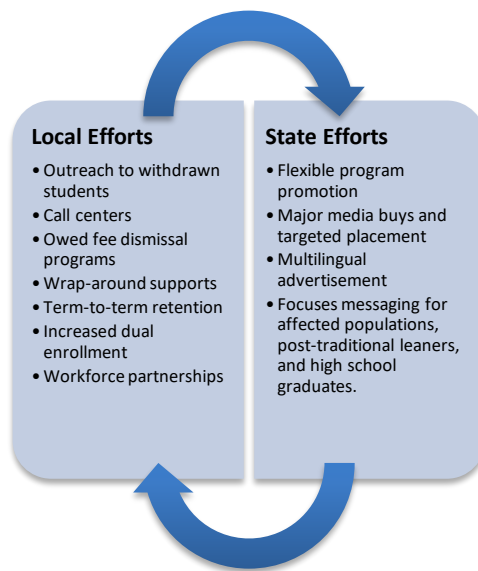 Local Efforts
• Outreach to withdrawn
students
• Call centers
• Owed fee dismissal
programs
• Wrap-around supports
• Term-to-term retention
• Increased dual
enrollment
• Workforce partnerships
State Efforts
• Flexible program
promotion
• Major media buys and
targeted placement
• Multilingual
advertisement
• Focuses messaging for
affected populations,
post-traditional leaners,
and high school
graduates.